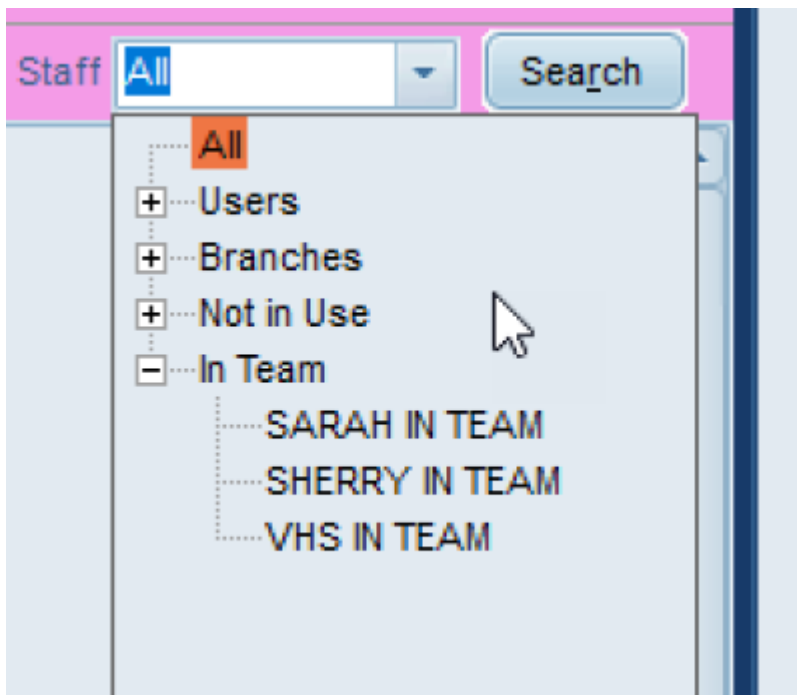 Staff All Search
All
Users
Branches
Not in Use
In Team
SARAH IN TEAM
SHERRY IN TEAM
VHS IN TEAM